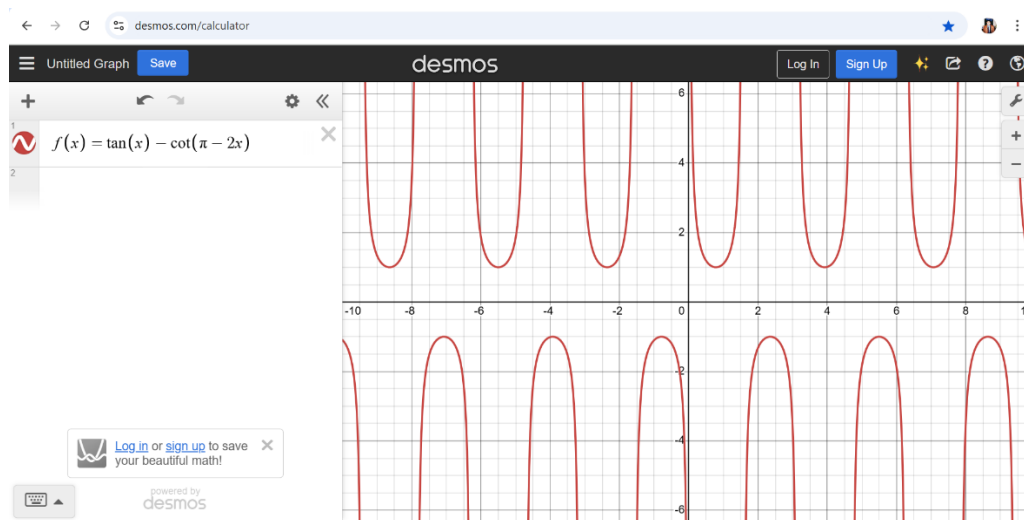 desmos.com/calculator
Untitled Graph Save desmos Log In Sign Up
1
f(x) = tan(x) − cot(π − 2x)
2
6
4
2
-10 -8 -6 -4 -2 0 2 4 6 8 1
-2
-4
-6
Log in or sign up to save
your beautiful math!
powered by
desmos